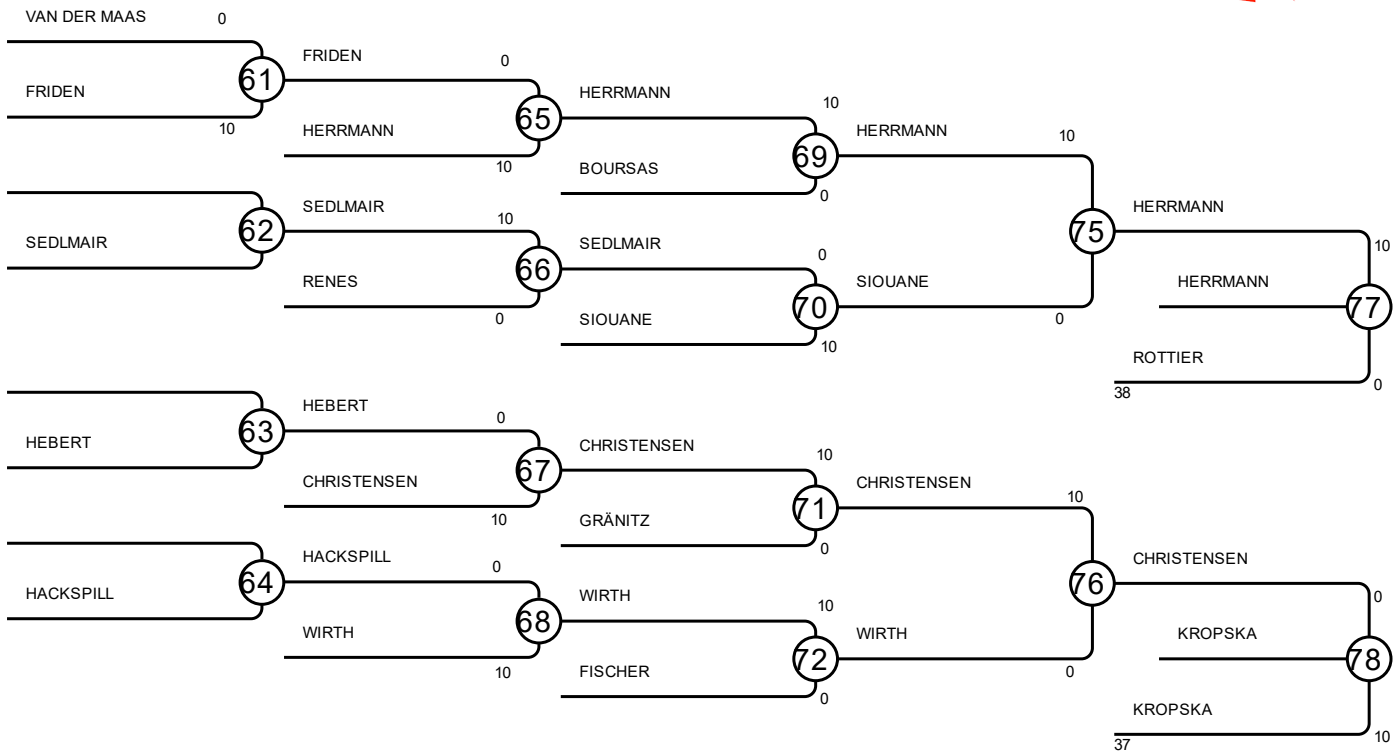 VAN DER MAAS 0
FRIDEN 0
61
FRIDEN
HERRMANN 10
65
10
HERRMANN
HERRMANN 10
10
69
BOURSAS
10
0
SEDLMAIR
HERRMANN
10
62
SEDLMAIR
SEDLMAIR
75
10
0
66
RENES
SIOUANE
HERRMANN
77
70
0
SIOUANE
0
10
ROTTIER
38
0
HEBERT
0
63
HEBERT
CHRISTENSEN
10
67
CHRISTENSEN
CHRISTENSEN
10
71
10
GRÄNITZ
0
HACKSPILL
0
CHRISTENSEN
64
76
HACKSPILL
WIRTH
0
10
68
WIRTH
WIRTH
KROPSKA
72
78
10
FISCHER
0
0
KROPSKA
37
10